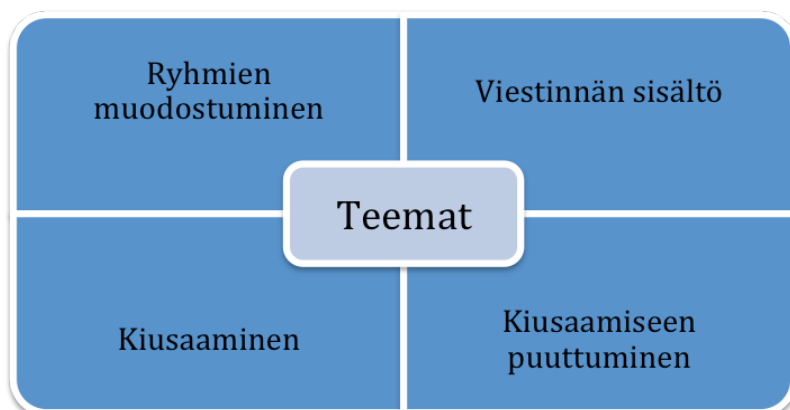 Ryhmien
muodostuminen
Viestinnän sisältö
Teemat
Kiusaaminen
Kiusaamiseen
puuttuminen